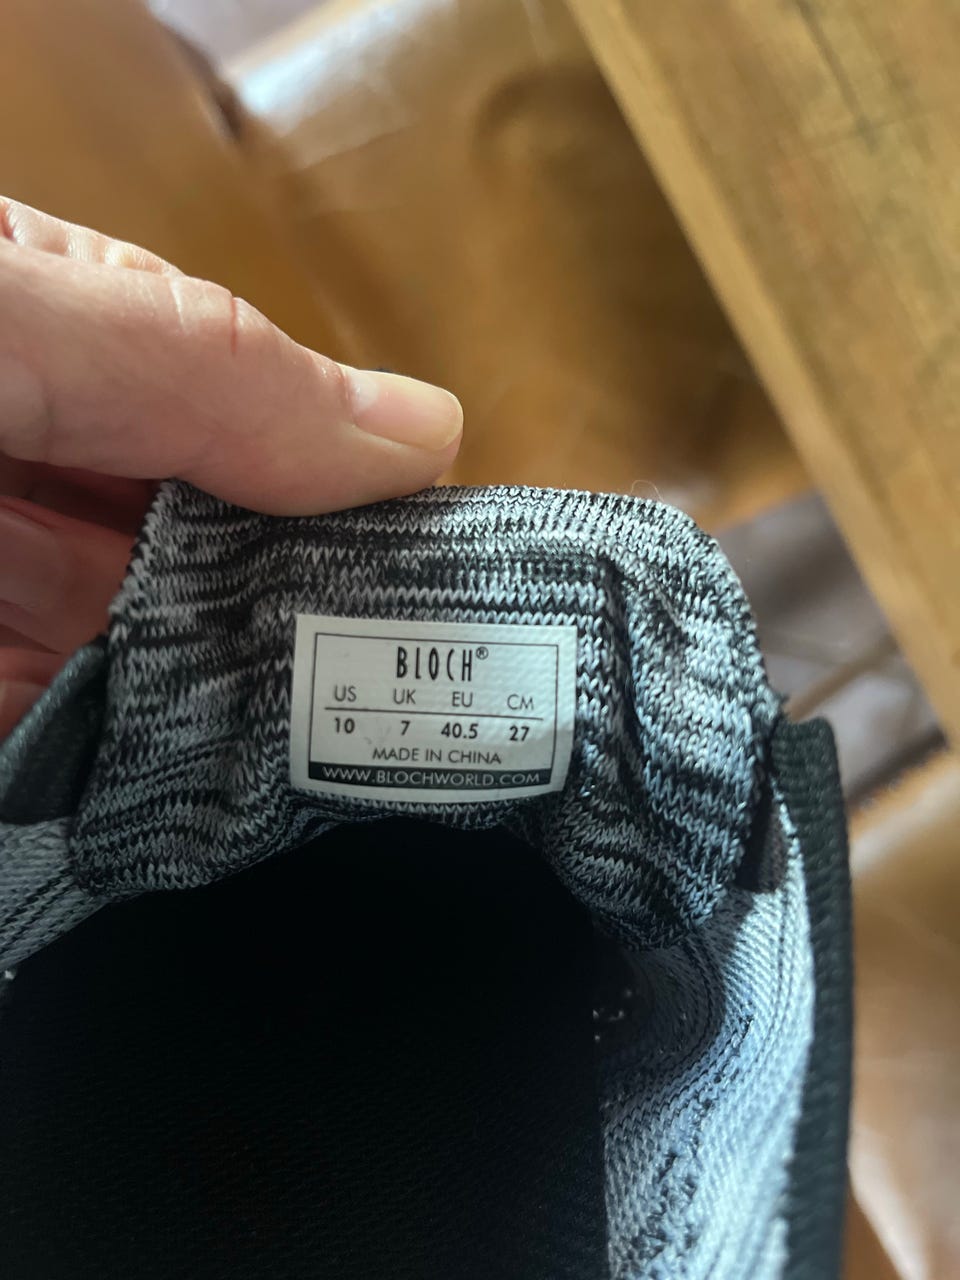 BLOCH®
US UK EU CM
10 7 40.5 27
MADE IN CHINA
WWW.BLOCHWORLD.COM